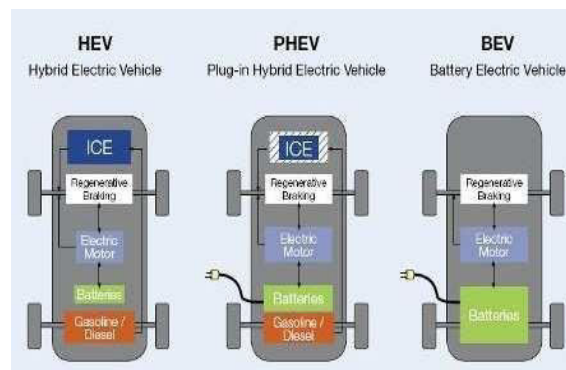 HEV
Hybrid Electric Vehicle
ICE
Regenerative
Braking
Electric
Motor
Batteries
Gasoline /
Diesel
PHEV
Plug-in Hybrid Electric Vehicle
ICE
Regenerative
Braking
Electric
Motor
Batteries
Gasoline /
Diesel
BEV
Battery Electric Vehicle
Regenerative
Braking
Electric
Motor
Batteries